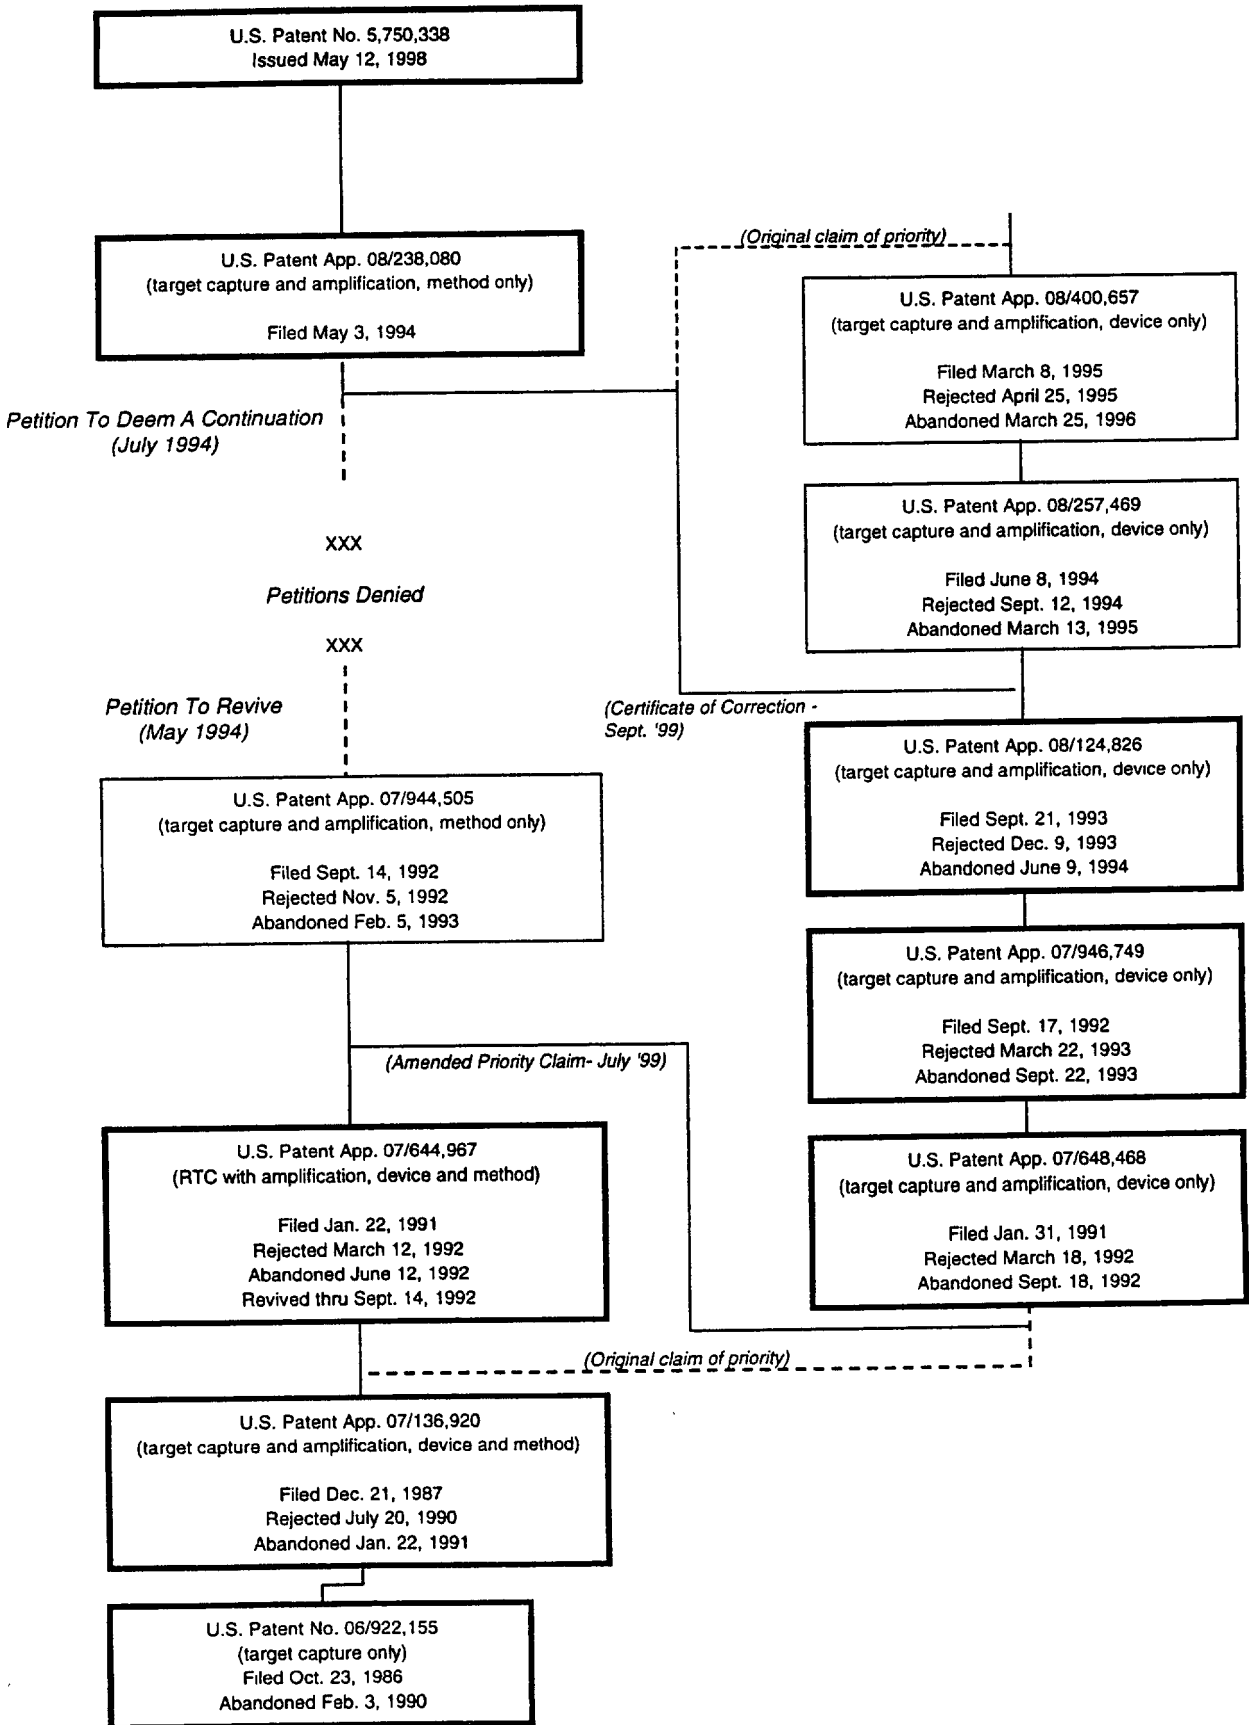 U.S. Patent No. 5,750,338
Issued May 12, 1998
U.S. Patent App. 08/238,080
(target capture and amplification, method only)
Filed May 3, 1994
(Original claim of priority)
U.S. Patent App. 08/400,657
(target capture and amplification, device only)
Filed March 8, 1995
Rejected April 25, 1995
Abandoned March 25, 1996
Petition To Deem A Continuation
(July 1994)
U.S. Patent App. 08/257,469
(target capture and amplification, device only)
Filed June 8, 1994
Rejected Sept. 12, 1994
Abandoned March 13, 1995
XXX
Petitions Denied
XXX
Petition To Revive
(May 1994)
(Certificate of Correction -
Sept. '99)
U.S. Patent App. 08/124,826
(target capture and amplification, device only)
Filed Sept. 21, 1993
Rejected Dec. 9, 1993
Abandoned June 9, 1994
U.S. Patent App. 07/944,505
(target capture and amplification, method only)
Filed Sept. 14, 1992
Rejected Nov. 5, 1992
Abandoned Feb. 5, 1993
U.S. Patent App. 07/946,749
(target capture and amplification, device only)
Filed Sept. 17, 1992
Rejected March 22, 1993
Abandoned Sept. 22, 1993
(Amended Priority Claim- July '99)
U.S. Patent App. 07/644,967
(RTC with amplification, device and method)
Filed Jan. 22, 1991
Rejected March 12, 1992
Abandoned June 12, 1992
Revived thru Sept. 14, 1992
U.S. Patent App. 07/648,468
(target capture and amplification, device only)
Filed Jan. 31, 1991
Rejected March 18, 1992
Abandoned Sept. 18, 1992
(Original claim of priority)
U.S. Patent App. 07/136,920
(target capture and amplification, device and method)
Filed Dec. 21, 1987
Rejected July 20, 1990
Abandoned Jan. 22, 1991
U.S. Patent No. 06/922,155
(target capture only)
Filed Oct. 23, 1986
Abandoned Feb. 3, 1990